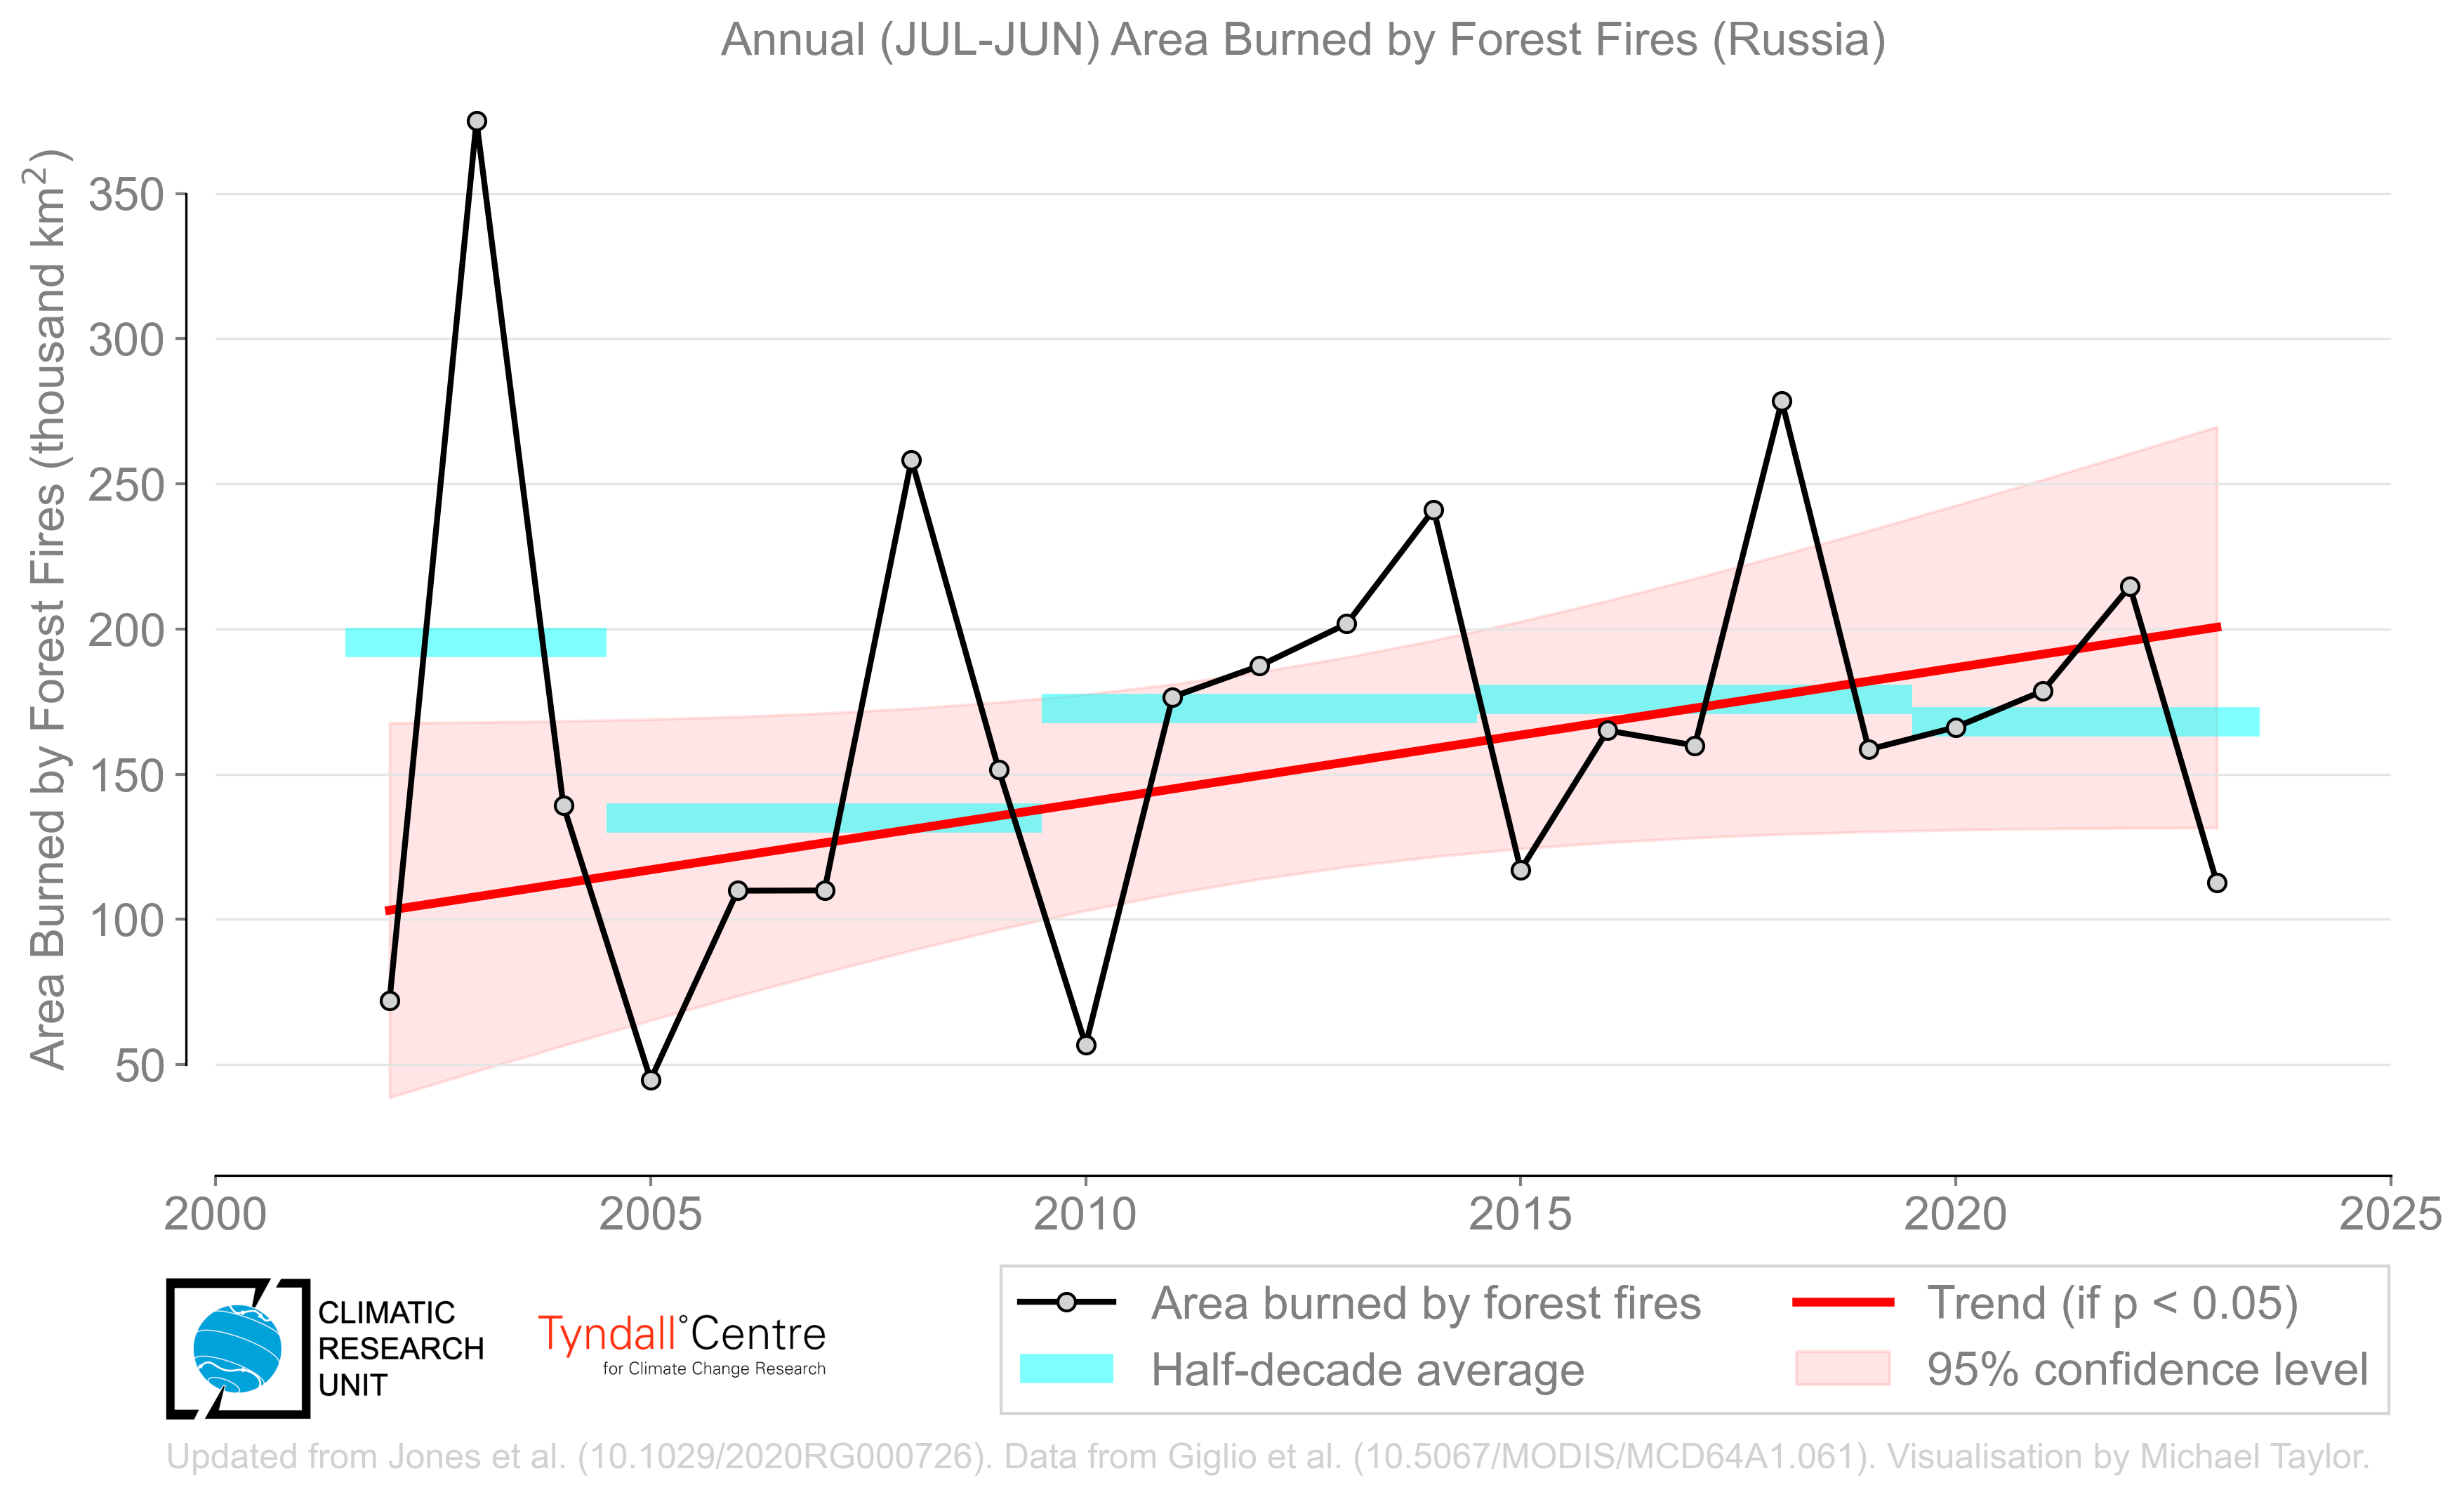 Annual (JUL-JUN) Area Burned by Forest Fires (Russia)
Area Burned by Forest Fires (thousand km²)
350
300
250
200
150
100
50
2000
2005
2010
2015
2020
2025
CLIMATIC
RESEARCH
UNIT
Tyndall°Centre
for Climate Change Research
Area burned by forest fires
Half-decade average
Trend (if p < 0.05)
95% confidence level
Updated from Jones et al. (10.1029/2020RG000726). Data from Giglio et al. (10.5067/MODIS/MCD64A1.061). Visualisation by Michael Taylor.